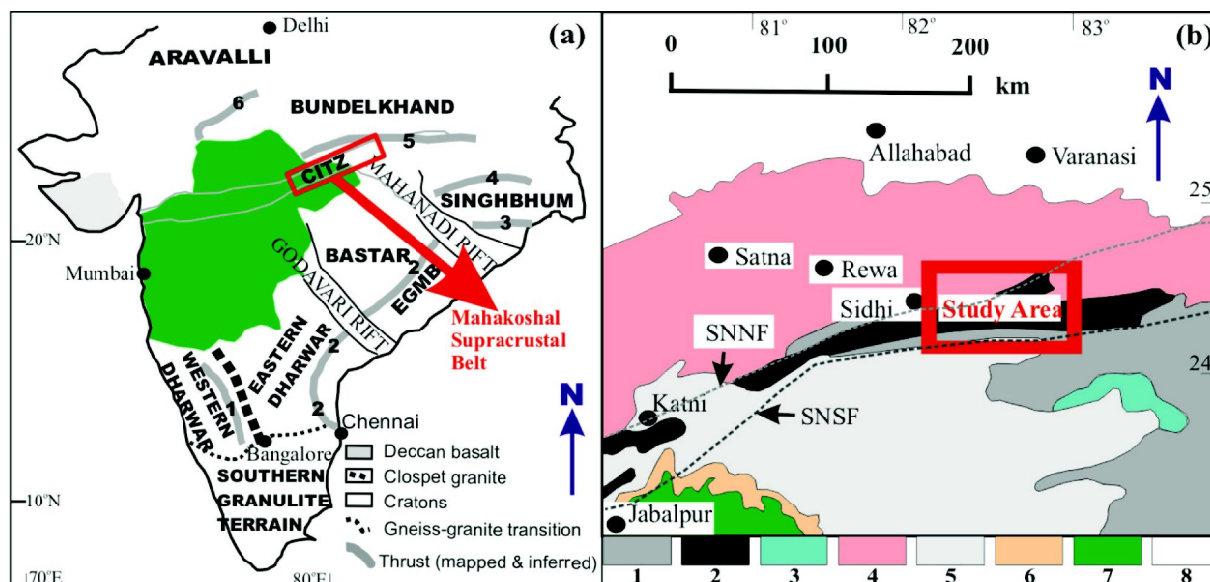 (a)
Delhi
ARAVALLI
6
BUNDELKHAND
5
CITZ
MAHANADI RIFT
4
SINGHBHUM
3
20°N
BASTAR
2
EGMB
GODAVARI RIFT
Mumbai
Mahakoshal
Supracrustal
Belt
EASTERN
DHARWAR
2
WESTERN
DHARWAR
1
2
N
Chennai
Bangalore
SOUTHERN
GRANULITE
TERRAIN
10°N
70°E
80°E
Deccan basalt
Clospet granite
Cratons
Gneiss-granite transition
Thrust (mapped & inferred)
(b)
81°
82°
83°
0
100
200
km
N
Allahabad
Varanasi
25
Satna
Rewa
Sidhi
Study Area
SNNF
24
Katni
SNSF
Jabalpur
1
2
3
4
5
6
7
8